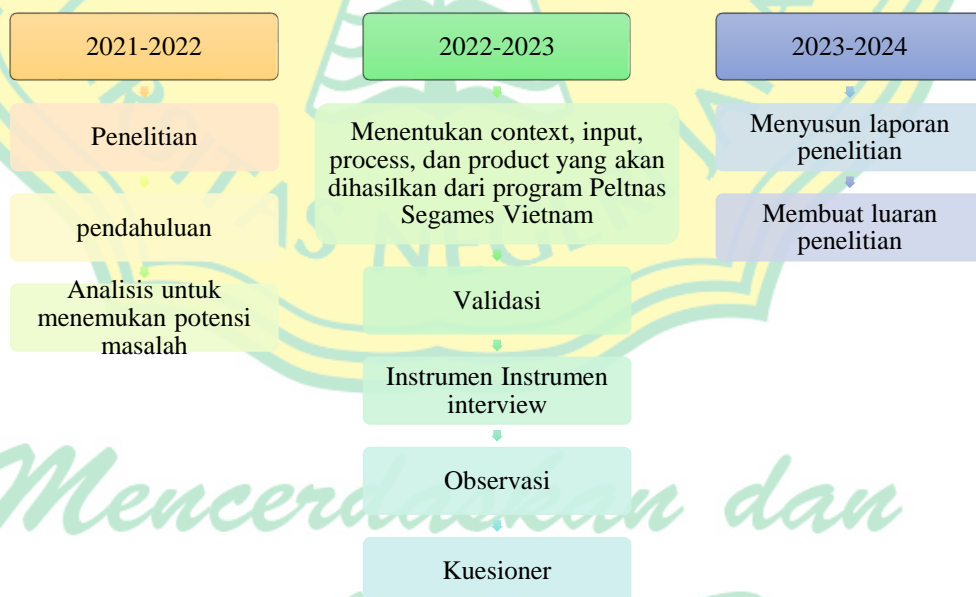 2021-2022
Penelitian
pendahuluan
Analisis untuk
menemukan potensi
masalah
2022-2023
Menentukan context, input,
process, dan product yang akan
dihasilkan dari program Peltnas
Segames Vietnam
Validasi
Instrumen Instrumen
interview
Observasi
Kuesioner
2023-2024
Menyusun laporan
penelitian
Membuat luaran
penelitian
Mencerdaskan dan